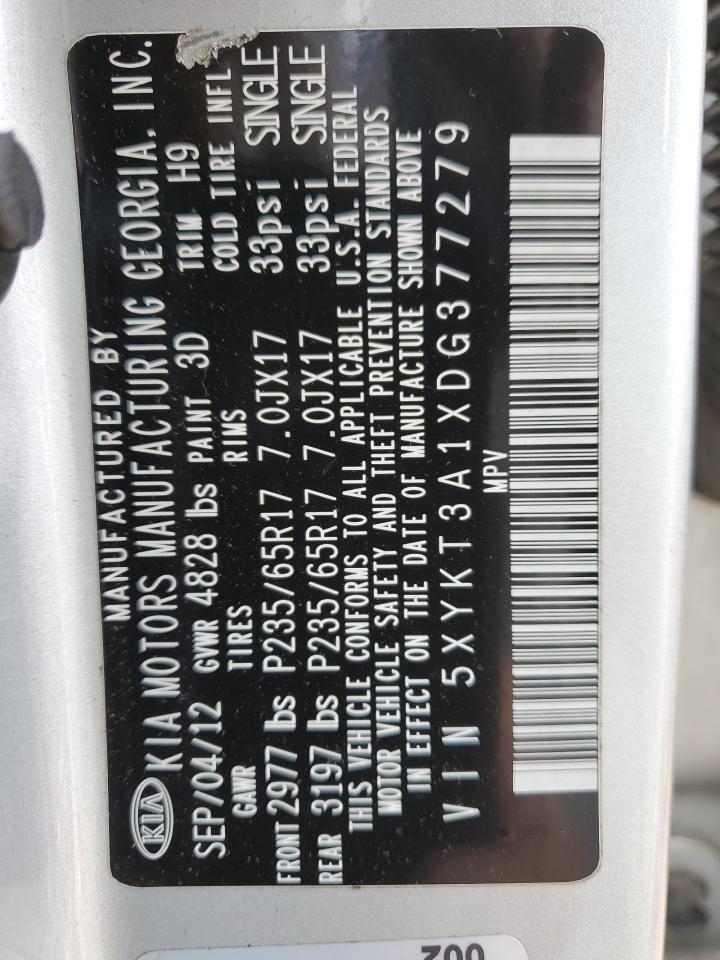 MANUFACTURED BY
KIA KIA MOTORS MANUFACTURING GEORGIA, INC.
SEP/04/12 GVWR 4828 lbs PAINT 3D TRIM H9
GAWR TIRES RIMS COLD TIRE INFL
FRONT 2977 lbs P235/65R17 7.0JX17 33psi SINGLE
REAR 3197 lbs P235/65R17 7.0JX17 33psi SINGLE
THIS VEHICLE CONFORMS TO ALL APPLICABLE U.S.A. FEDERAL
MOTOR VEHICLE SAFETY AND THEFT PREVENTION STANDARDS
IN EFFECT ON THE DATE OF MANUFACTURE SHOWN ABOVE
VIN 5XYKT3A1XDG377279
MPV
002